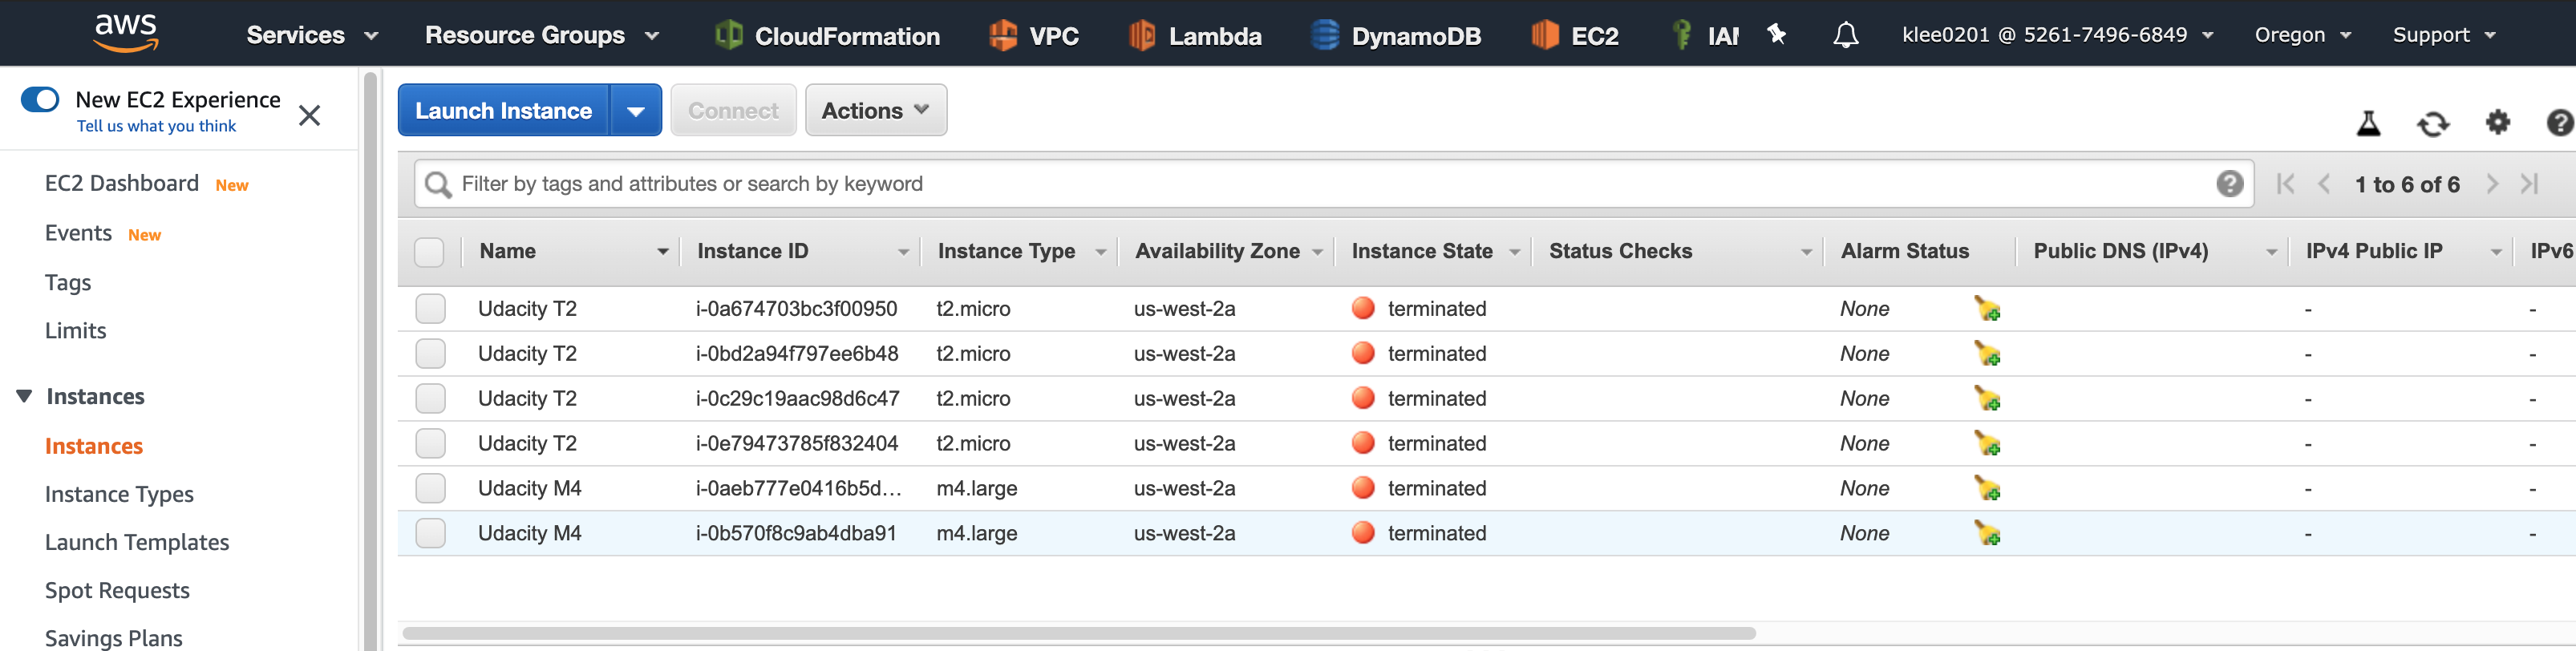 aws Services Resource Groups CloudFormation VPC Lambda DynamoDB EC2 IAM klee0201 @ 5261-7496-6849 Oregon Support
New EC2 Experience
Tell us what you think
EC2 Dashboard New
Events New
Tags
Limits
Instances
Instances
Instance Types
Launch Templates
Spot Requests
Savings Plans
Launch Instance Connect Actions
Filter by tags and attributes or search by keyword 1 to 6 of 6
Name Instance ID Instance Type Availability Zone Instance State Status Checks Alarm Status Public DNS (IPv4) IPv4 Public IP IPv6
Udacity T2 i-0a674703bc3f00950 t2.micro us-west-2a terminated None - -
Udacity T2 i-0bd2a94f797ee6b48 t2.micro us-west-2a terminated None - -
Udacity T2 i-0c29c19aac98d6c47 t2.micro us-west-2a terminated None - -
Udacity T2 i-0e79473785f832404 t2.micro us-west-2a terminated None - -
Udacity M4 i-0aeb777e0416b5d... m4.large us-west-2a terminated None - -
Udacity M4 i-0b570f8c9ab4dba91 m4.large us-west-2a terminated None - -